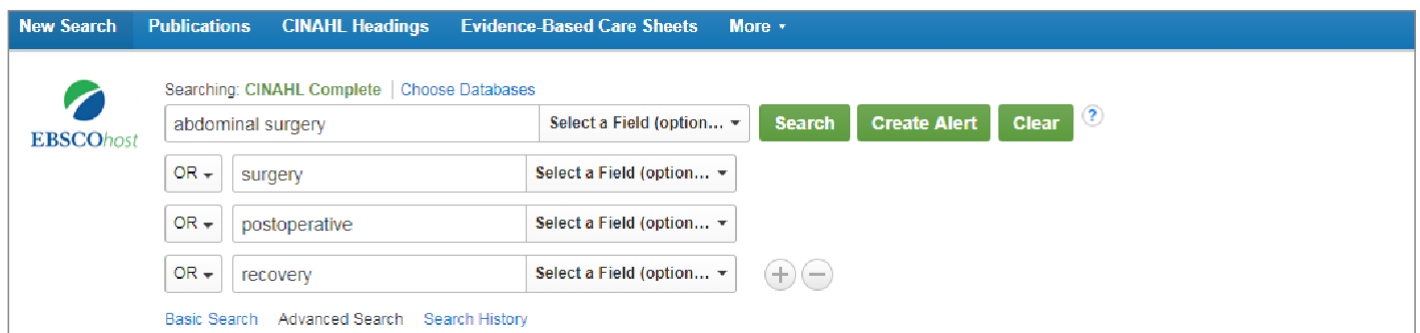 New Search Publications CINAHL Headings Evidence-Based Care Sheets More
Searching: CINAHL Complete | Choose Databases
abdominal surgery Select a Field (option... Search Create Alert Clear ?
EBSCOhost
OR surgery Select a Field (option...
OR postoperative Select a Field (option...
OR recovery Select a Field (option... + −
Basic Search Advanced Search Search History